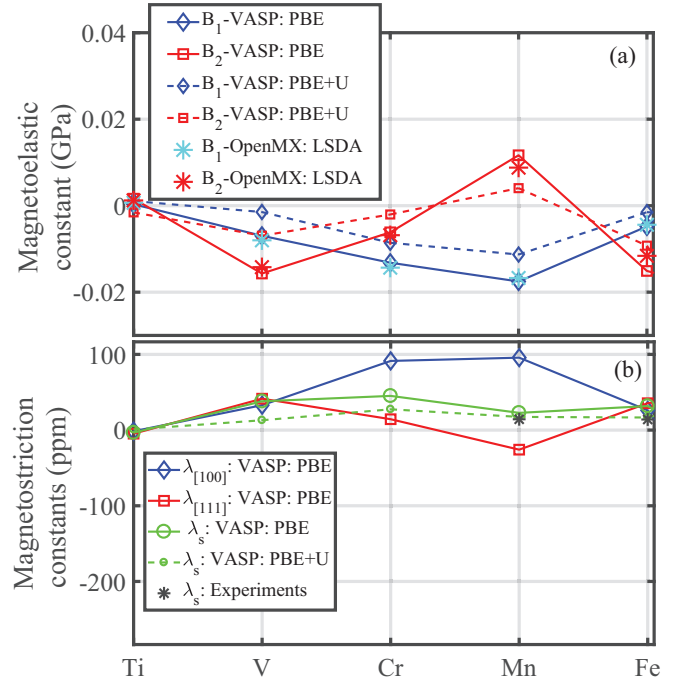 0.04
0.02
0
-0.02
Magnetoelastic
constant (GPa)
B1-VASP: PBE
B2-VASP: PBE
B1-VASP: PBE+U
B2-VASP: PBE+U
B1-OpenMX: LSDA
B2-OpenMX: LSDA
(a)
100
0
-100
-200
Magnetostriction
constants (ppm)
λ[100]: VASP: PBE
λ[111]: VASP: PBE
λs: VASP: PBE
λs: VASP: PBE+U
λs: Experiments
(b)
Ti V Cr Mn Fe